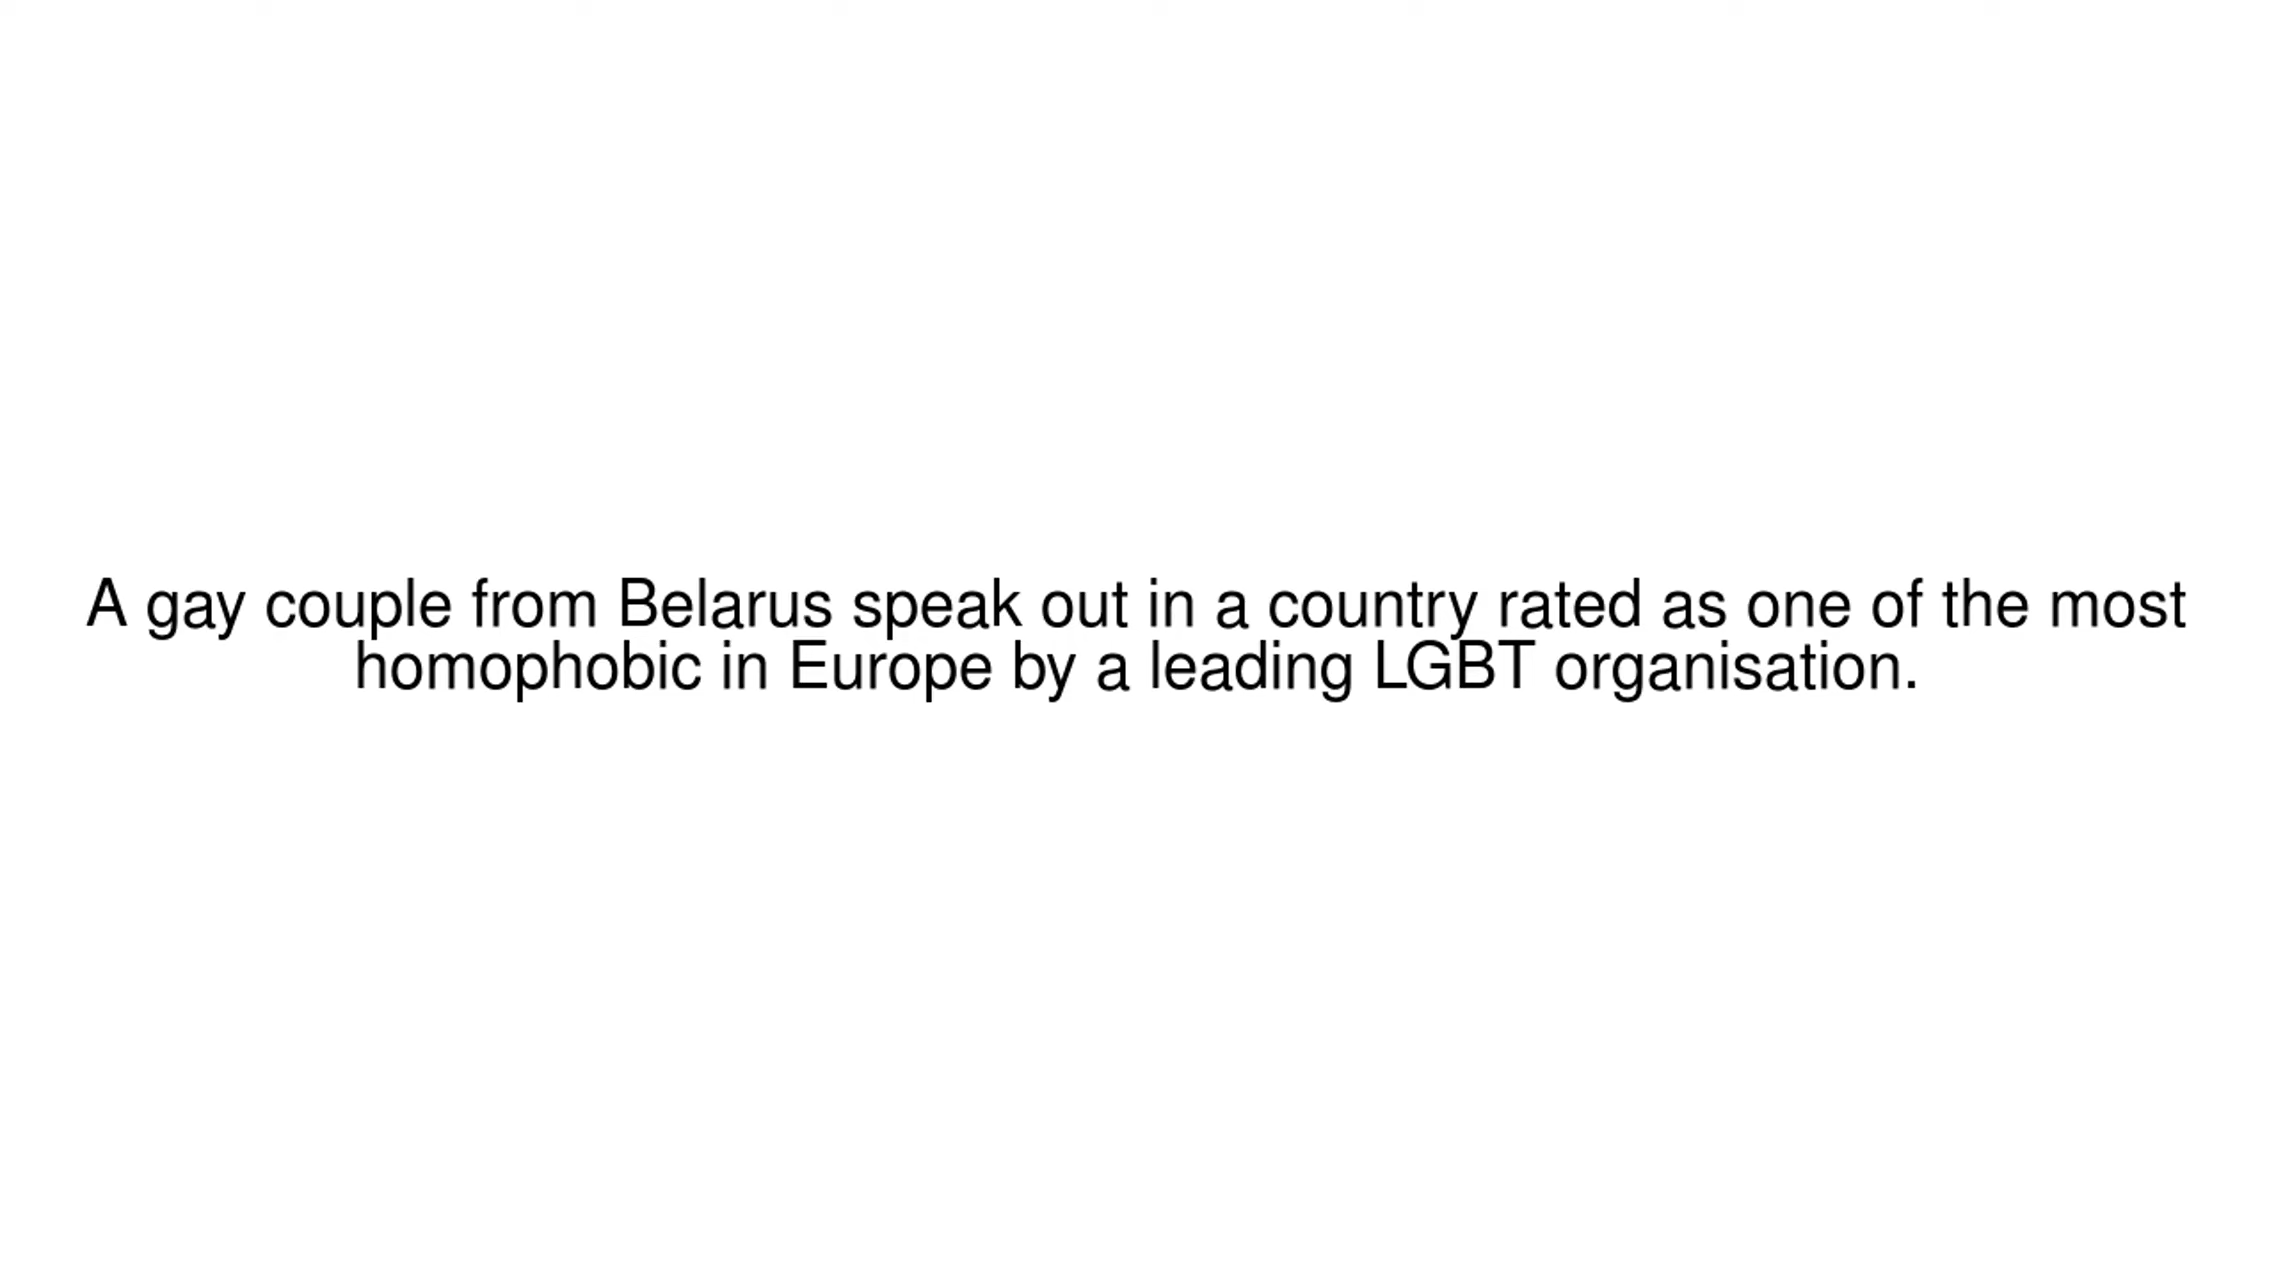 A gay couple from Belarus speak out in a country rated as one of the most
homophobic in Europe by a leading LGBT organisation.